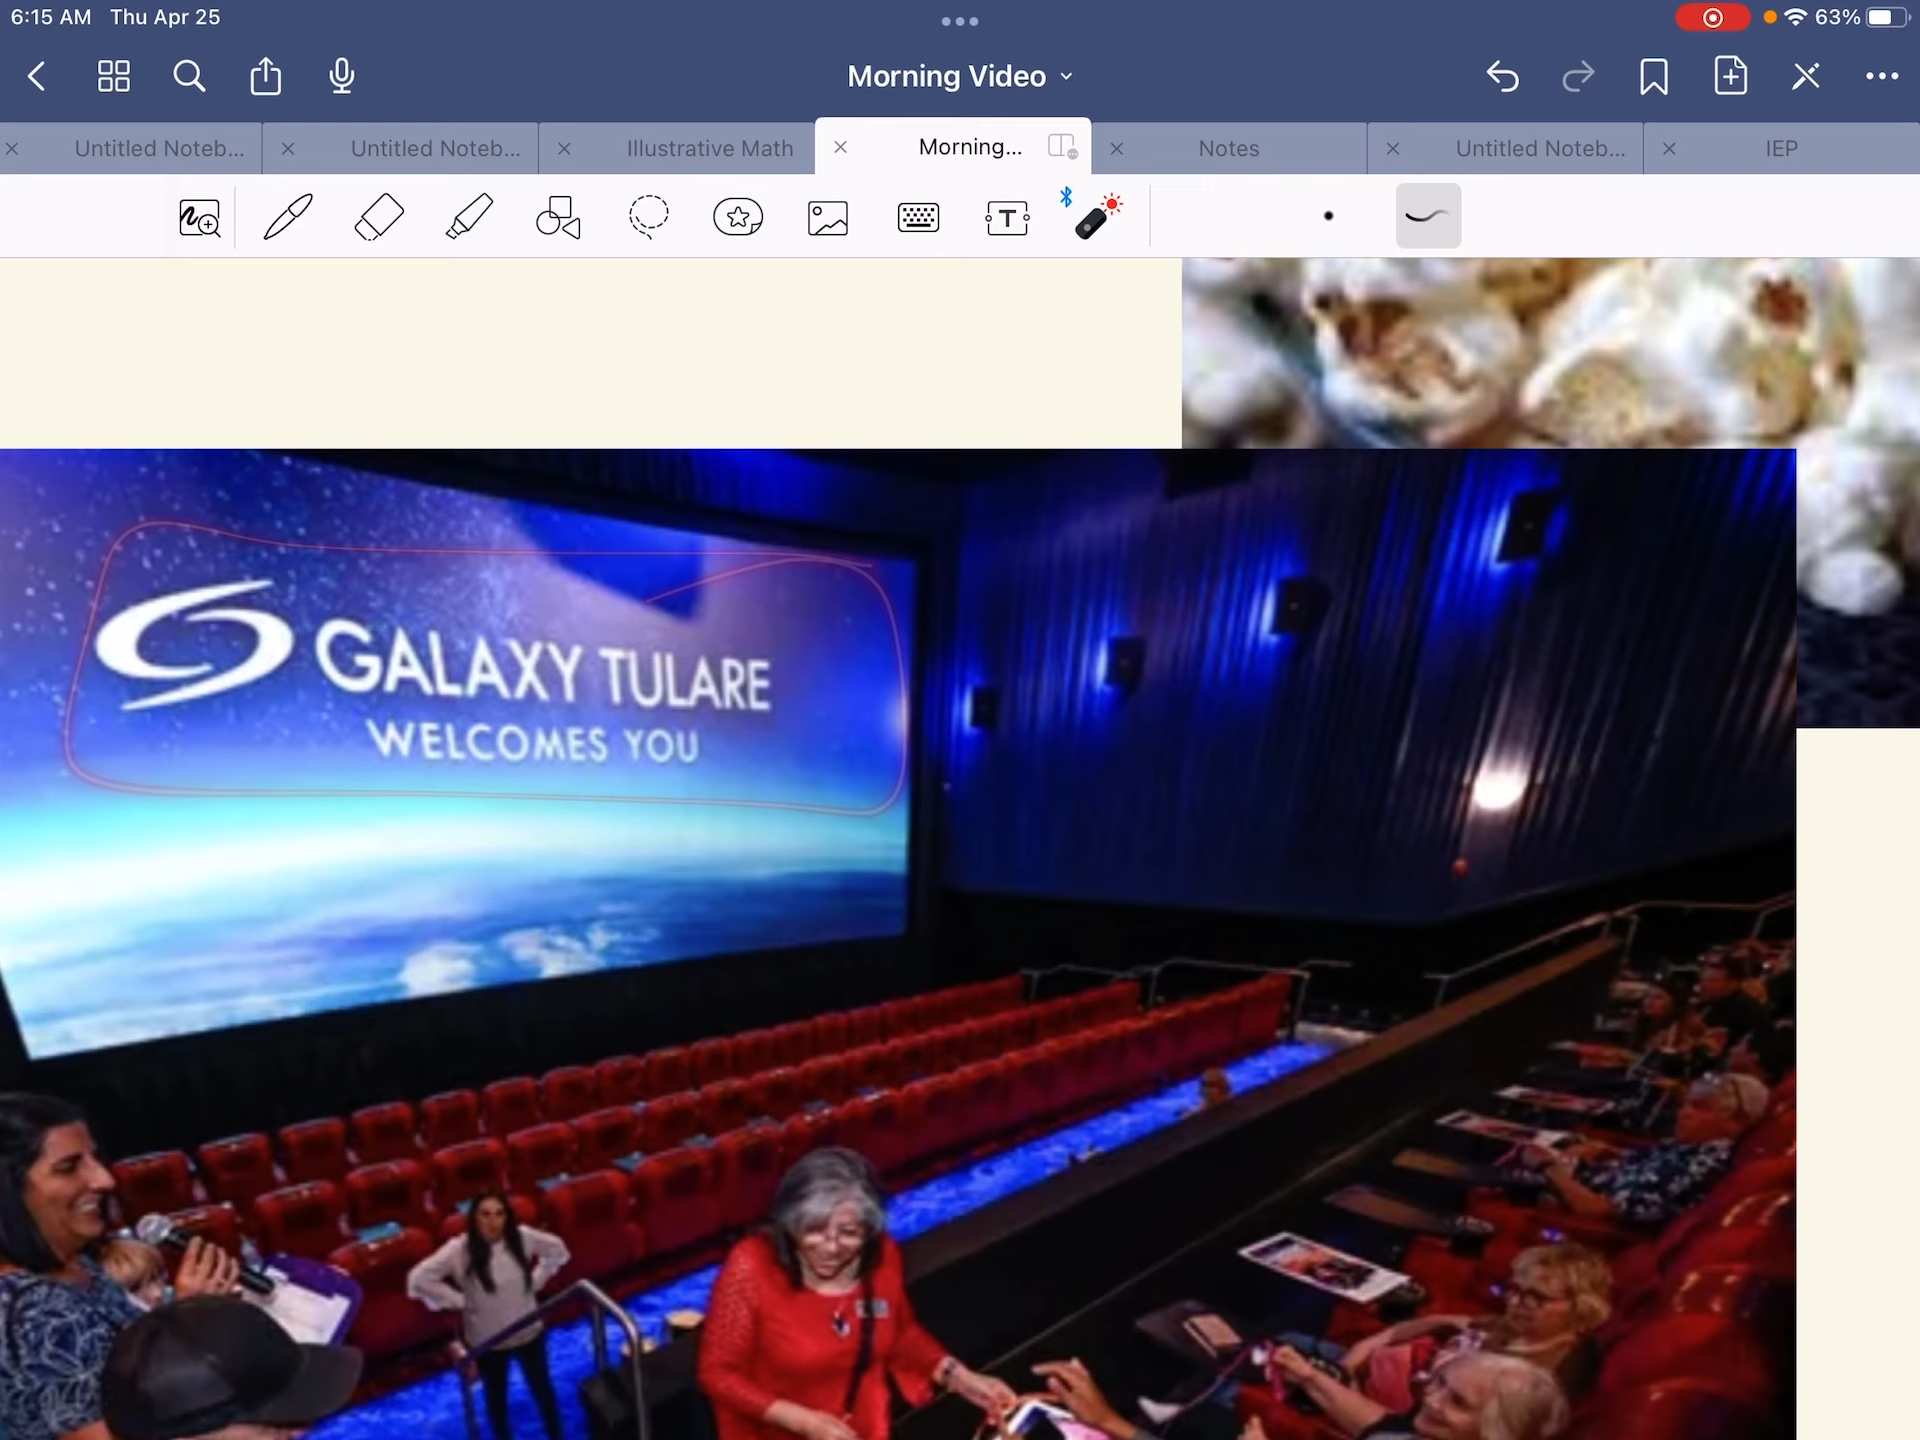 6:15 AM Thu Apr 25
63%
Morning Video
Untitled Noteb...
Untitled Noteb...
Illustrative Math
Morning...
Notes
Untitled Noteb...
IEP
T
GALAXY TULARE
WELCOMES YOU